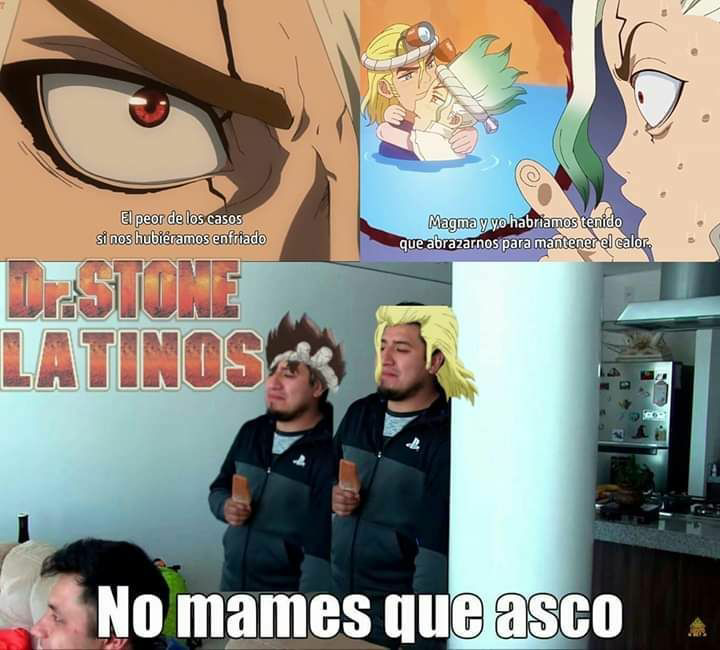 El peor de los casos
si nos hubiéramos enfriado
Magma y yo habriamos tenido
que abrazarnos para mantener el calor.
Dr.STONE
LATINOS
No mames que asco